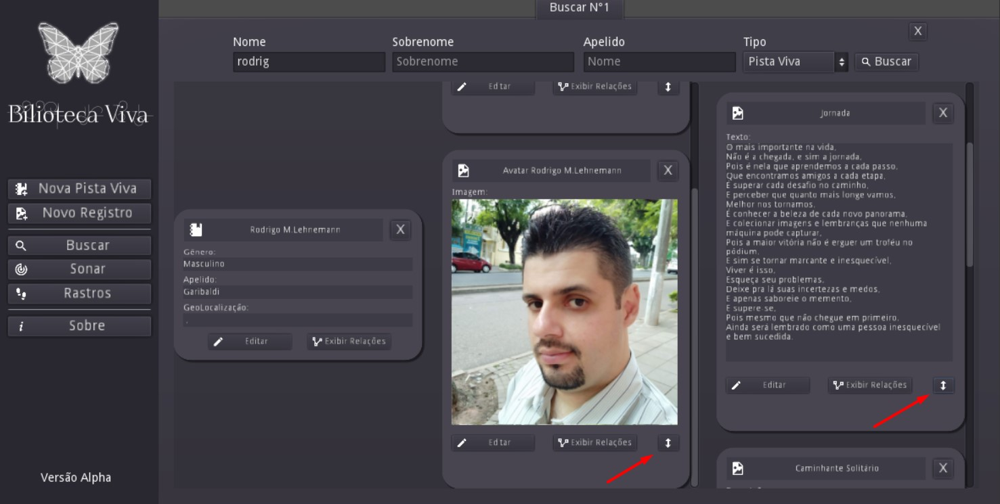 Buscar N°1
X
Nome
Sobrenome
Apelido
Tipo
rodrig
Sobrenome
Nome
Pista Viva
Buscar
Bilioteca Viva
Nova Pista Viva
Novo Registro
Buscar
Sonar
Rastros
Sobre
Versão Alpha
Rodrigo M.Lehnemann
X
Gênero:
Masculino
Apelido:
Garibaldi
GeoLocalização:
,
Editar
Exibir Relações
Editar
Exibir Relações
Avatar Rodrigo M.Lehnemann
X
Imagem:
Editar
Exibir Relações
Jornada
X
Texto:
O mais importante na vida,
Não é a chegada, e sim a jornada,
Pois é nela que aprendemos a cada passo,
Que encontramos amigos a cada etapa,
É superar cada desafio no caminho,
E perceber que quanto mais longe vamos,
Melhor nos tornamos.
É conhecer a beleza de cada novo panorama,
E colecionar imagens e lembranças que nenhuma
máquina pode capturar,
Pois a maior vitória não é erguer um troféu no
pódium,
E sim se tornar marcante e inesquecível,
Viver é isso,
Esqueça seu problemas,
Deixe pra lá suas incertezas e medos,
E apenas saboreie o memento,
E supere-se,
Pois mesmo que não chegue em primeiro,
Ainda será lembrado como uma pessoa inesquecível
e bem sucedida.
Editar
Exibir Relações
Caminhante Solitário
X